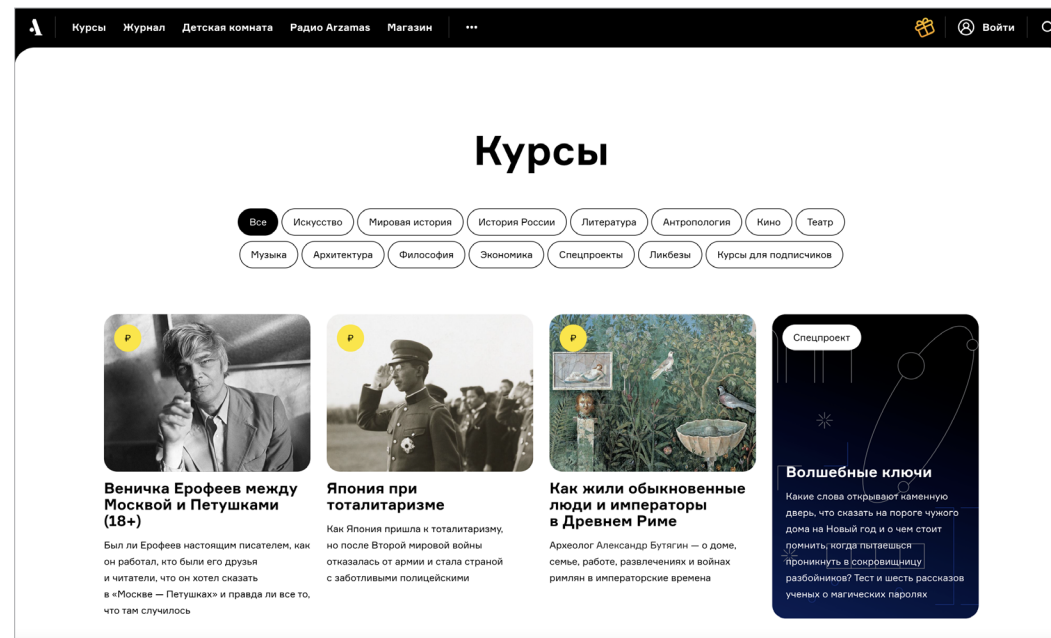 Курсы Журнал Детская комната Радио Arzamas Магазин ••• Войти
Курсы
Все Искусство Мировая история История России Литература Антропология Кино Театр
Музыка Архитектура Философия Экономика Спецпроекты Ликбезы Курсы для подписчиков
₽
Веничка Ерофеев между
Москвой и Петушками
(18+)
Был ли Ерофеев настоящим писателем, как
он работал, кто были его друзья
и читатели, что он хотел сказать
в «Москве — Петушках» и правда ли все то,
что там случилось
₽
Япония при
тоталитаризме
Как Япония пришла к тоталитаризму,
но после Второй мировой войны
отказалась от армии и стала страной
с заботливыми полицейскими
₽
Как жили обыкновенные
люди и императоры
в Древнем Риме
Археолог Александр Бутягин — о доме,
семье, работе, развлечениях и войнах
римлян в императорские времена
Спецпроект
Волшебные ключи
Какие слова открывают каменную
дверь, что сказать на пороге чужого
дома на Новый год и о чем стоит
помнить, когда пытаешься
проникнуть в сокровищницу
разбойников? Тест и шесть рассказов
ученых о магических паролях